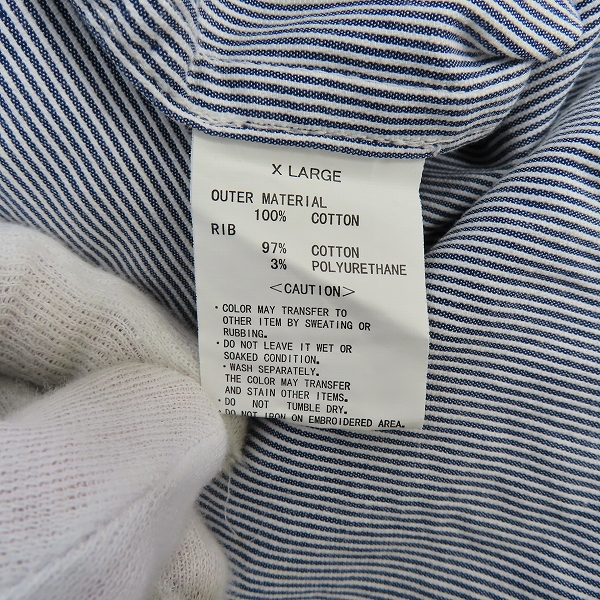 X LARGE
OUTER MATERIAL
100% COTTON
RIB
97% COTTON
3% POLYURETHANE
<CAUTION>
・COLOR MAY TRANSFER TO
OTHER ITEM BY SWEATING OR
RUBBING.
・DO NOT LEAVE IT WET OR
SOAKED CONDITION.
・WASH SEPARATELY.
THE COLOR MAY TRANSFER
AND STAIN OTHER ITEMS.
・DO NOT TUMBLE DRY.
・DO NOT IRON ON EMBROIDERED AREA.